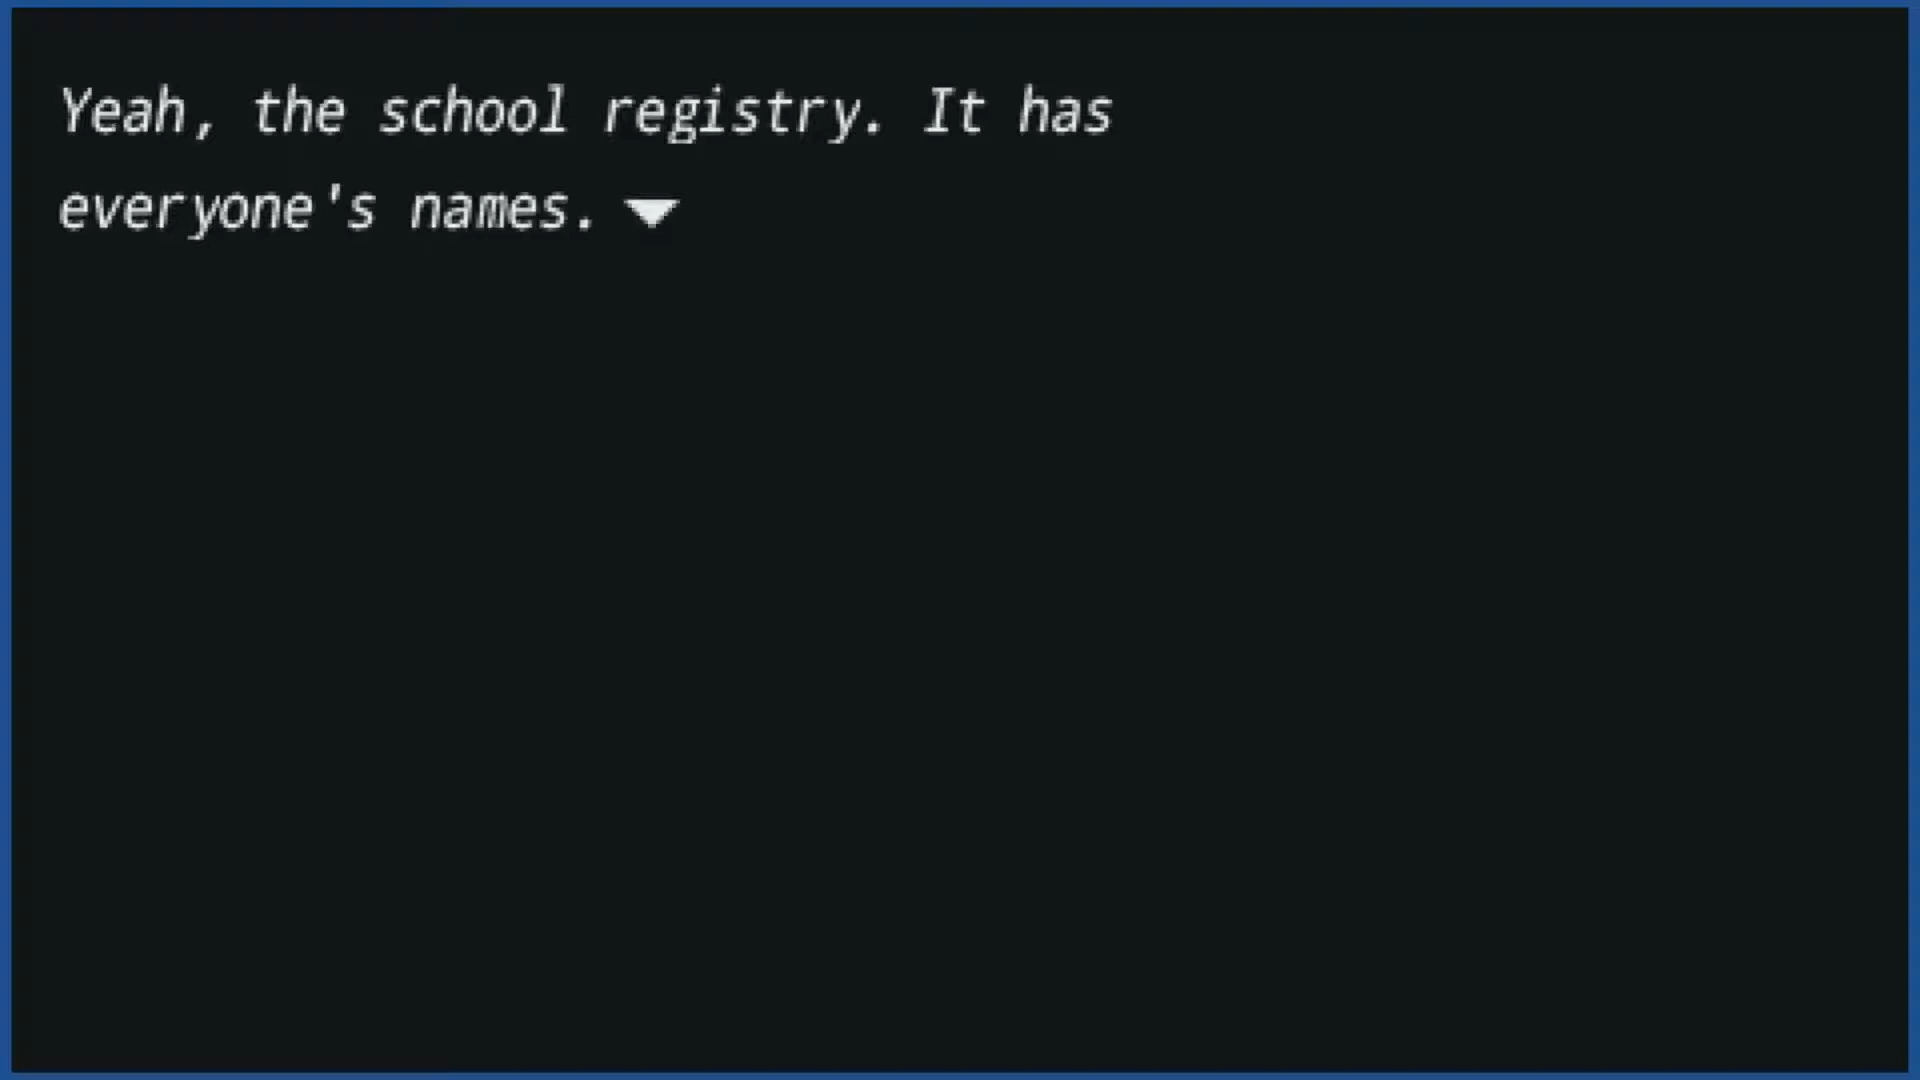 Yeah, the school registry. It has
everyone's names.